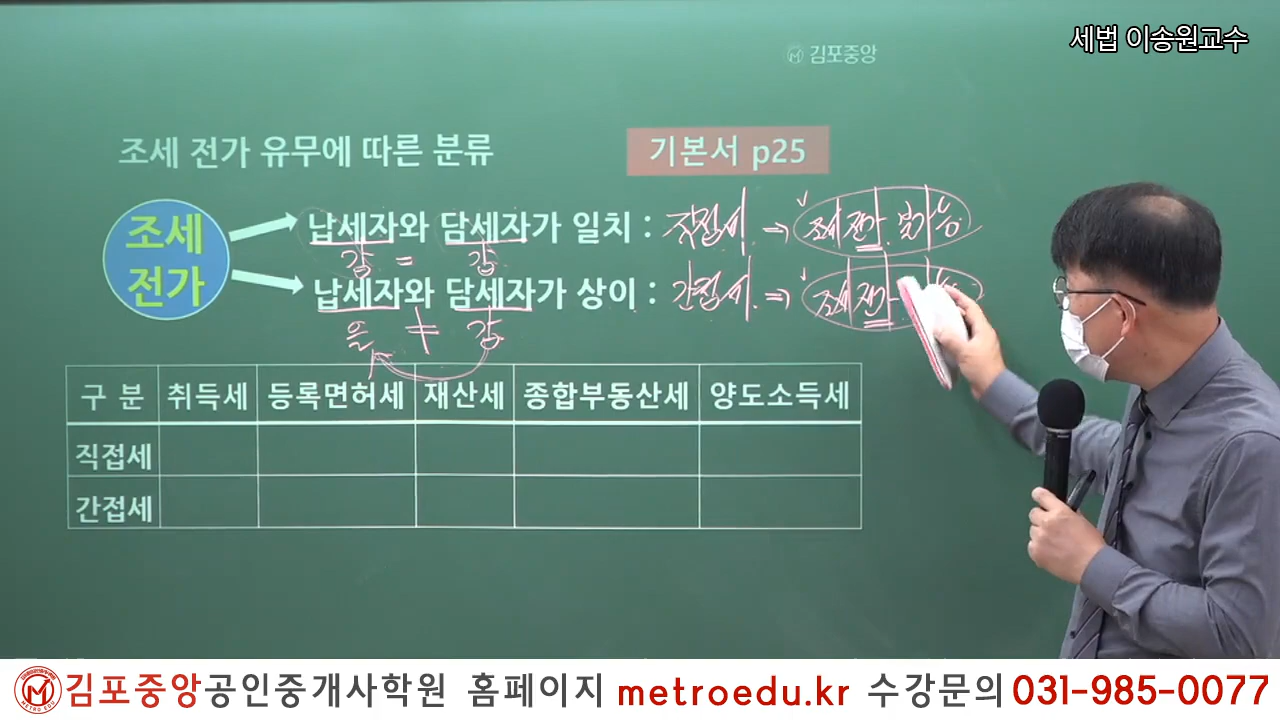 세법 이송원교수
김포중앙
조세 전가 유무에 따른 분류
기본서 p25
조세
전가
납세자와 담세자가 일치 : 직접세 ⇒ 조세전가 불가능.
갑 = 갑
납세자와 담세자가 상이 : 간접세 ⇒ 조세전가
을 ≠ 갑
구 분 취득세 등록면허세 재산세 종합부동산세 양도소득세
직접세
간접세
김포중앙공인중개사학원 홈페이지 metroedu.kr 수강문의 031-985-0077
METRO EDU